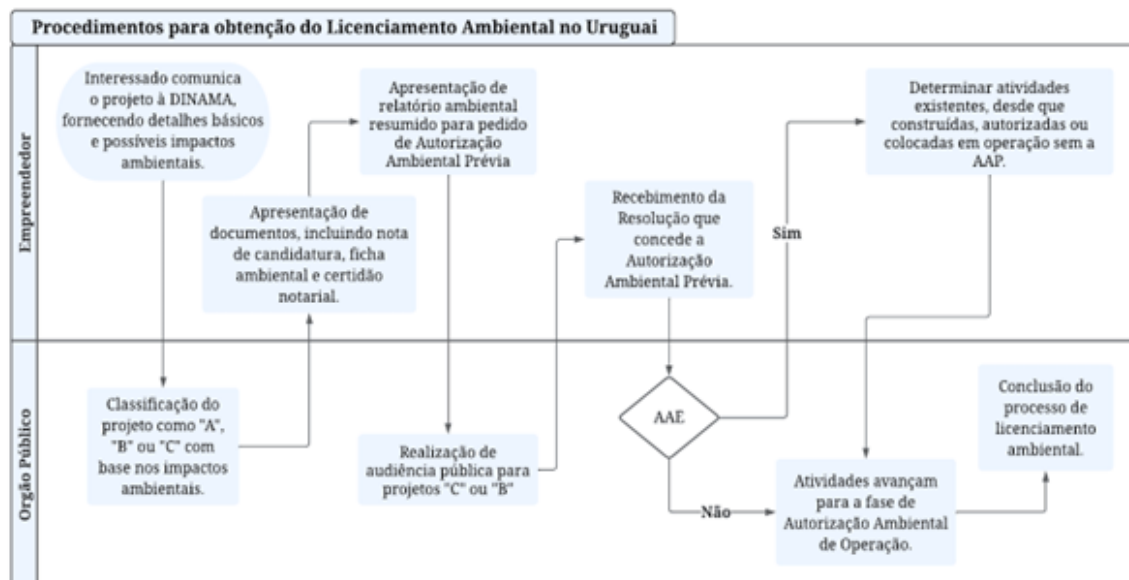 Procedimentos para obtenção do Licenciamento Ambiental no Uruguai
Empreendedor
Interessado comunica
o projeto à DINAMA,
fornecendo detalhes básicos
e possíveis impactos
ambientais.
Apresentação de
documentos, incluindo nota
de candidatura, ficha
ambiental e certidão
notarial.
Apresentação de
relatório ambiental
resumido para pedido
de Autorização
Ambiental Prévia
Recebimento da
Resolução que
concede a
Autorização
Ambiental Prévia.
Sim
Determinar atividades
existentes, desde que
construídas, autorizadas ou
colocadas em operação sem a
AAP.
Orgão Público
Classificação do
projeto como "A",
"B" ou "C" com
base nos impactos
ambientais.
Realização de
audiência pública para
projetos "C" ou "B"
AAE
Não
Atividades avançam
para a fase de
Autorização Ambiental
de Operação.
Conclusão do
processo de
licenciamento
ambiental.